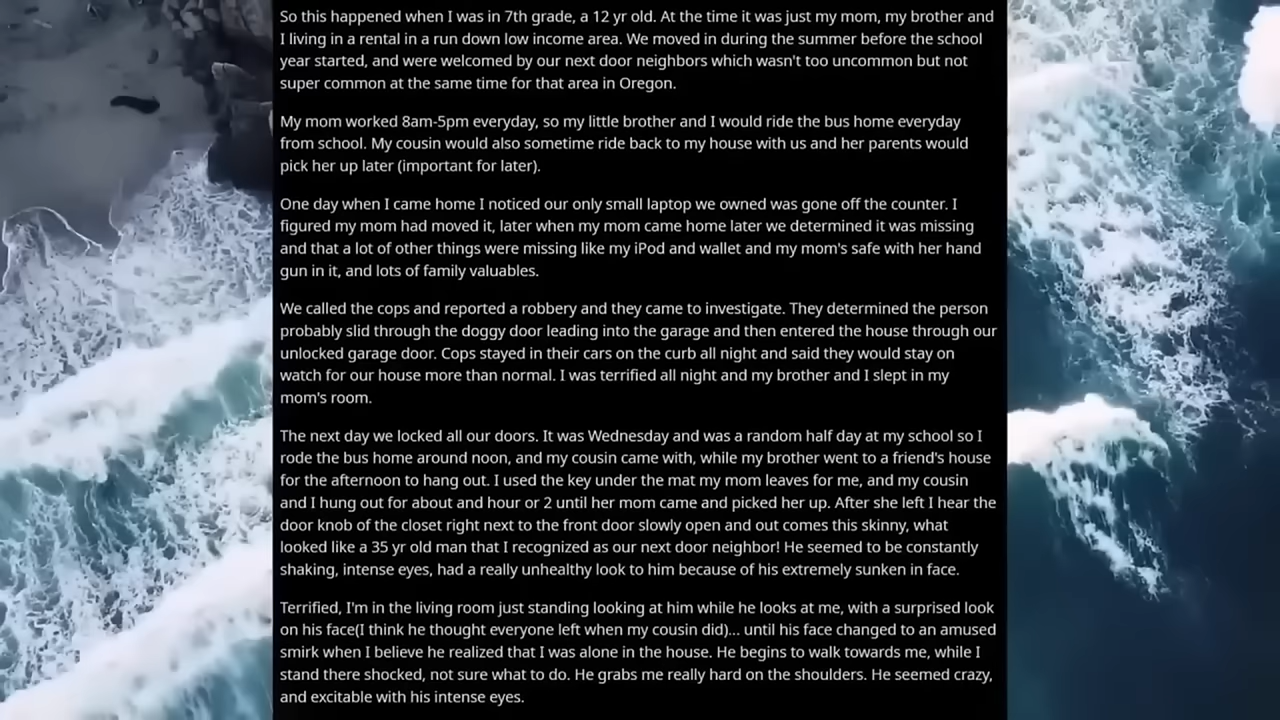 So this happened when I was in 7th grade, a 12 yr old. At the time it was just my mom, my brother and
I living in a rental in a run down low income area. We moved in during the summer before the school
year started, and were welcomed by our next door neighbors which wasn't too uncommon but not
super common at the same time for that area in Oregon.
My mom worked 8am-5pm everyday, so my little brother and I would ride the bus home everyday
from school. My cousin would also sometime ride back to my house with us and her parents would
pick her up later (important for later).
One day when I came home I noticed our only small laptop we owned was gone off the counter. I
figured my mom had moved it, later when my mom came home later we determined it was missing
and that a lot of other things were missing like my iPod and wallet and my mom's safe with her hand
gun in it, and lots of family valuables.
We called the cops and reported a robbery and they came to investigate. They determined the person
probably slid through the doggy door leading into the garage and then entered the house through our
unlocked garage door. Cops stayed in their cars on the curb all night and said they would stay on
watch for our house more than normal. I was terrified all night and my brother and I slept in my
mom's room.
The next day we locked all our doors. It was Wednesday and was a random half day at my school so I
rode the bus home around noon, and my cousin came with, while my brother went to a friend's house
for the afternoon to hang out. I used the key under the mat my mom leaves for me, and my cousin
and I hung out for about and hour or 2 until her mom came and picked her up. After she left I hear the
door knob of the closet right next to the front door slowly open and out comes this skinny, what
looked like a 35 yr old man that I recognized as our next door neighbor! He seemed to be constantly
shaking, intense eyes, had a really unhealthy look to him because of his extremely sunken in face.
Terrified, I'm in the living room just standing looking at him while he looks at me, with a surprised look
on his face(I think he thought everyone left when my cousin did)... until his face changed to an amused
smirk when I believe he realized that I was alone in the house. He begins to walk towards me, while I
stand there shocked, not sure what to do. He grabs me really hard on the shoulders. He seemed crazy,
and excitable with his intense eyes.